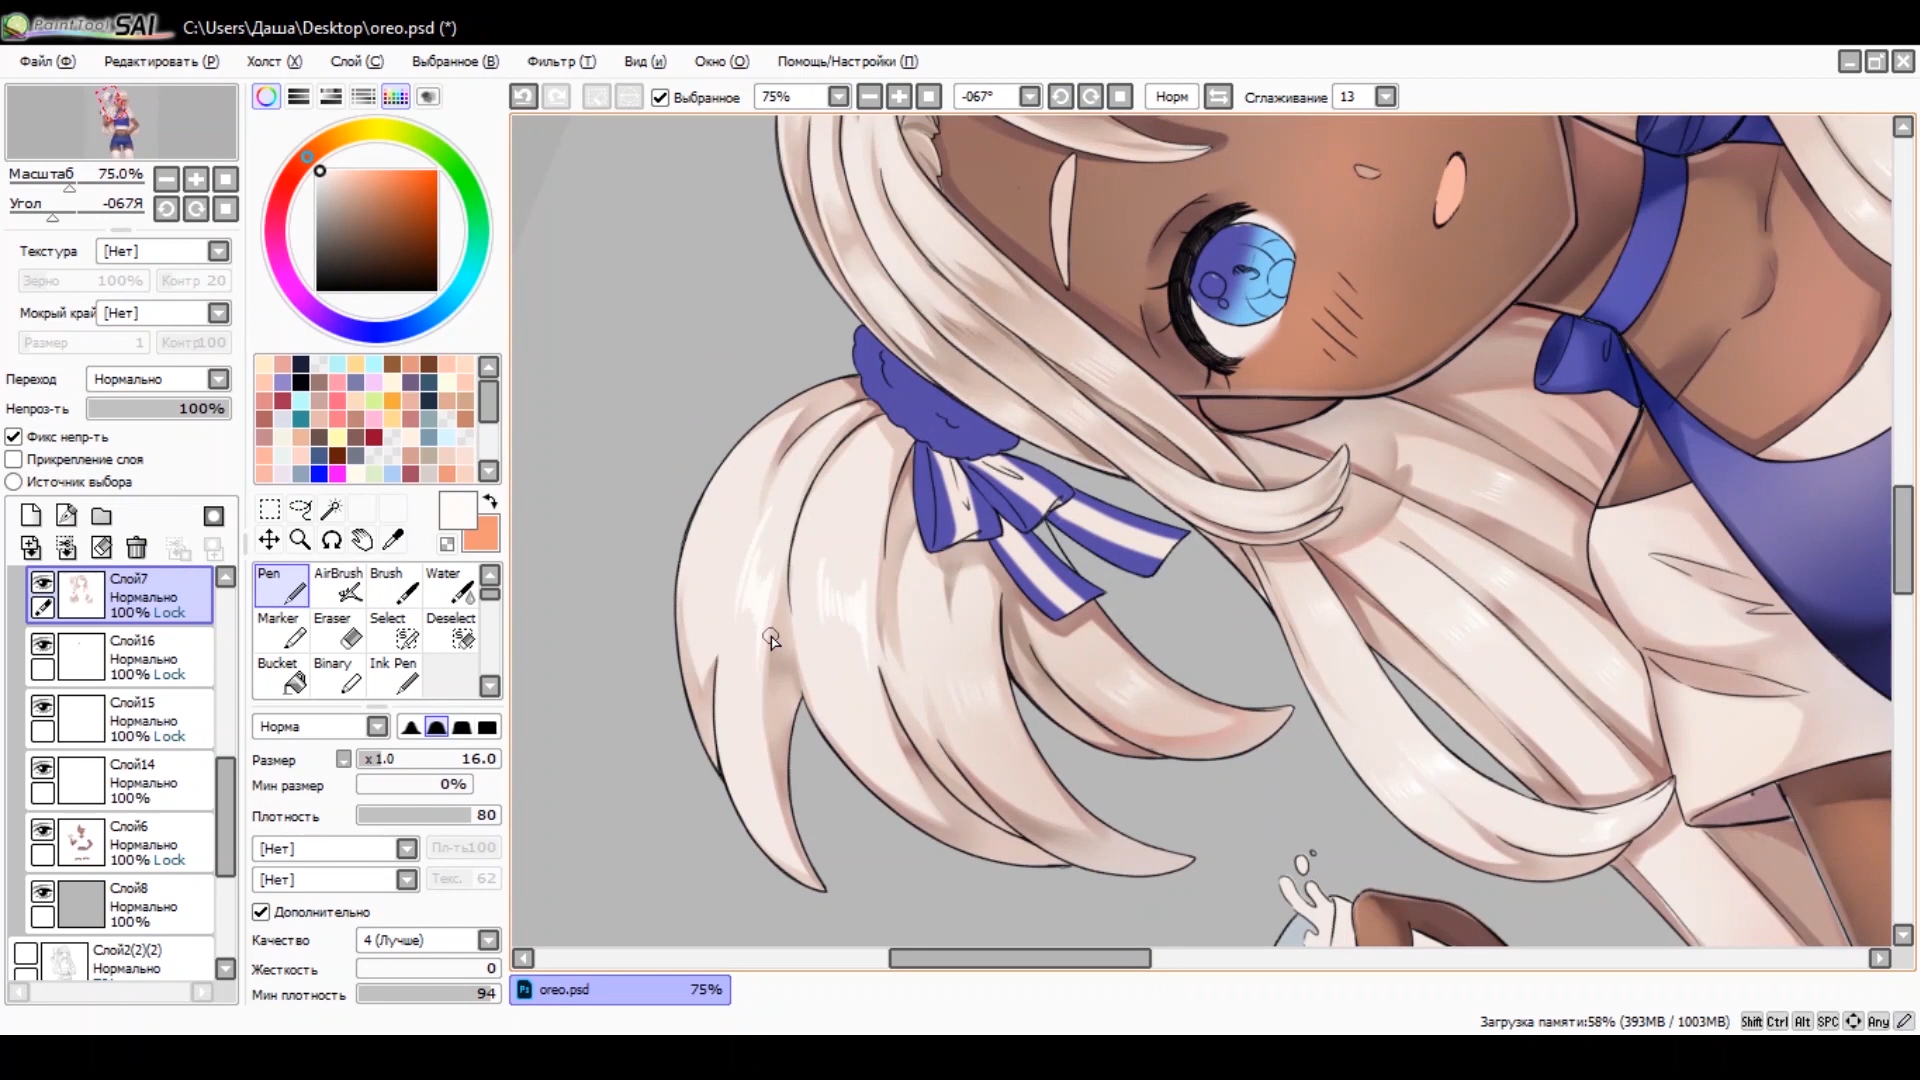 PaintTool SAI C:\Users\Даша\Desktop\oreo.psd (*)
Файл (Ф) Редактировать (Р) Холст (X) Слой (С) Выбранное (В) Фильтр (Т) Вид (и) Окно (О) Помощь/Настройки (П)
Выбранное 75% -067° Норм Сглаживание 13
Масштаб 75.0%
Угол -067Я
Текстура [Нет]
Зерно 100% Контр 20
Мокрый край [Нет]
Размер 1 Контр100
Переход Нормально
Непроз-ть 100%
Фикс непр-ть
Прикрепление слоя
Источник выбора
Слой7
Нормально
100% Lock
Слой16
Нормально
100% Lock
Слой15
Нормально
100% Lock
Слой14
Нормально
100%
Слой6
Нормально
100% Lock
Слой8
Нормально
100%
Слой2(2)(2)
Нормально
Pen AirBrush Brush Water
Marker Eraser Select Deselect
Bucket Binary Ink Pen
Норма
Размер x 1.0 16.0
Мин размер 0%
Плотность 80
[Нет] Пл-ть100
[Нет] Текс. 62
Дополнительно
Качество 4 (Лучше)
Жесткость 0
Мин плотность 94
Ps oreo.psd 75%
Загрузка памяти:58% (393MB / 1003MB) Shift Ctrl Alt SPC Any